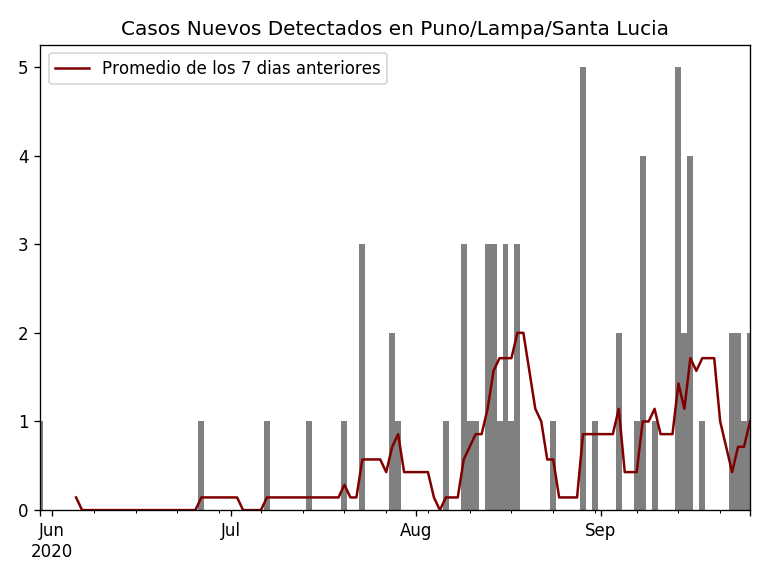 Casos Nuevos Detectados en Puno/Lampa/Santa Lucia
Promedio de los 7 dias anteriores
5
4
3
2
1
0
Jun Jul Aug Sep
2020